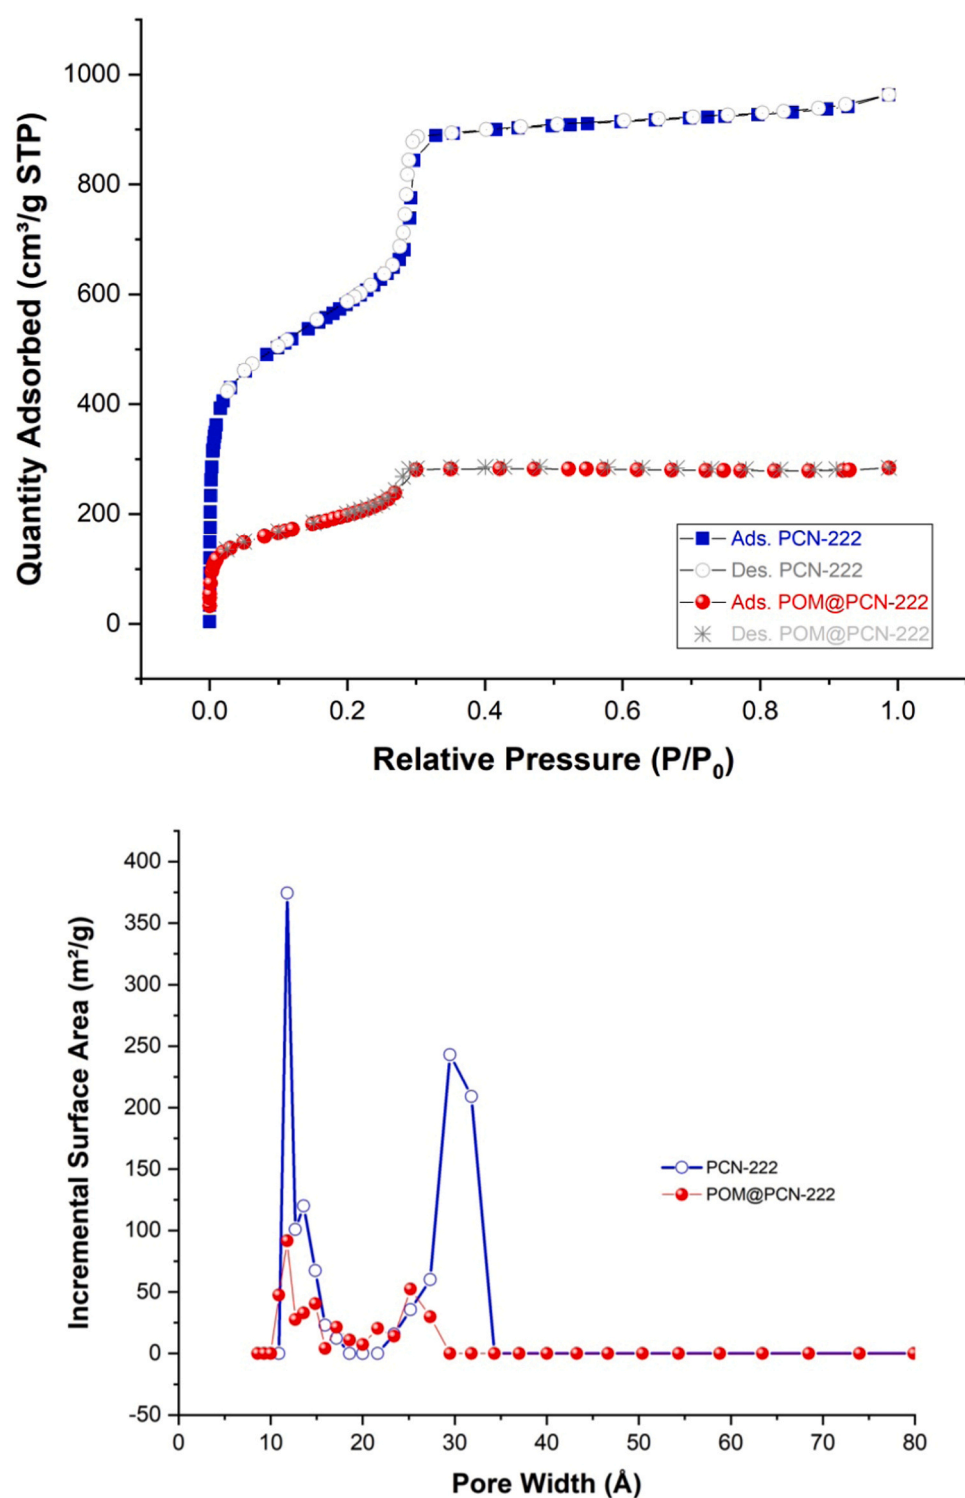 Quantity Adsorbed (cm³/g STP)
1000
800
600
400
200
0
Ads. PCN-222
Des. PCN-222
Ads. POM@PCN-222
Des. POM@PCN-222
0.0 0.2 0.4 0.6 0.8 1.0
Relative Pressure (P/P₀)
Incremental Surface Area (m²/g)
400
350
300
250
200
150
100
50
0
-50
PCN-222
POM@PCN-222
0 10 20 30 40 50 60 70 80
Pore Width (Å)